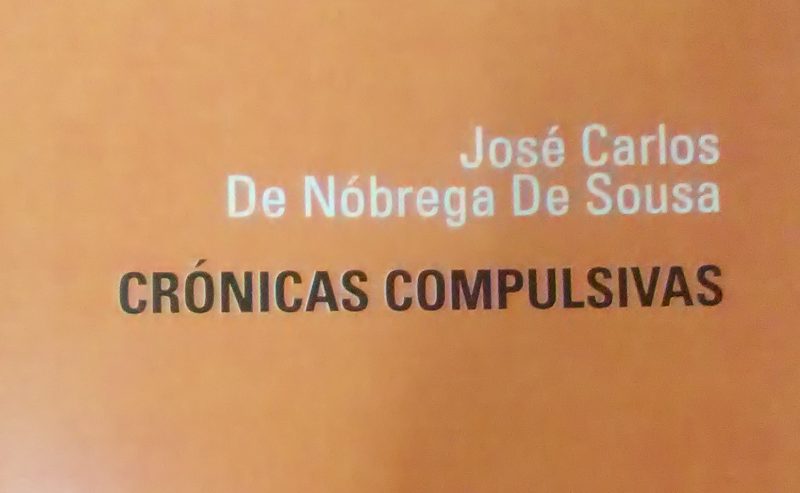 José Carlos
De Nóbrega De Sousa
CRÓNICAS COMPULSIVAS